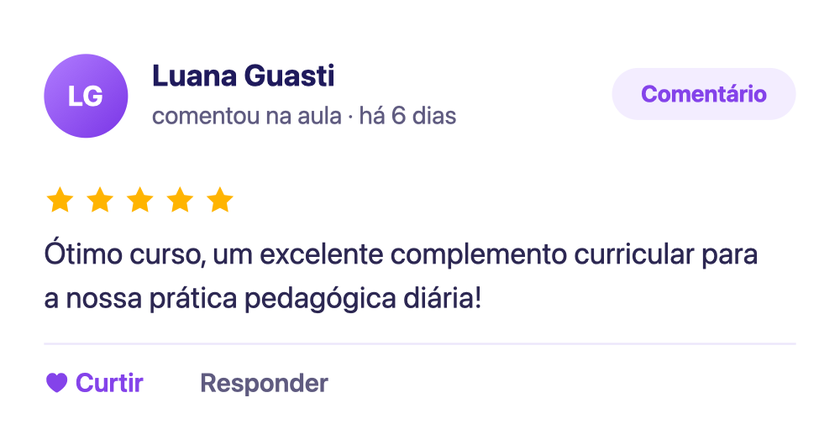 LG
Luana Guasti
comentou na aula · há 6 dias
Comentário
Ótimo curso, um excelente complemento curricular para
a nossa prática pedagógica diária!
Curtir
Responder